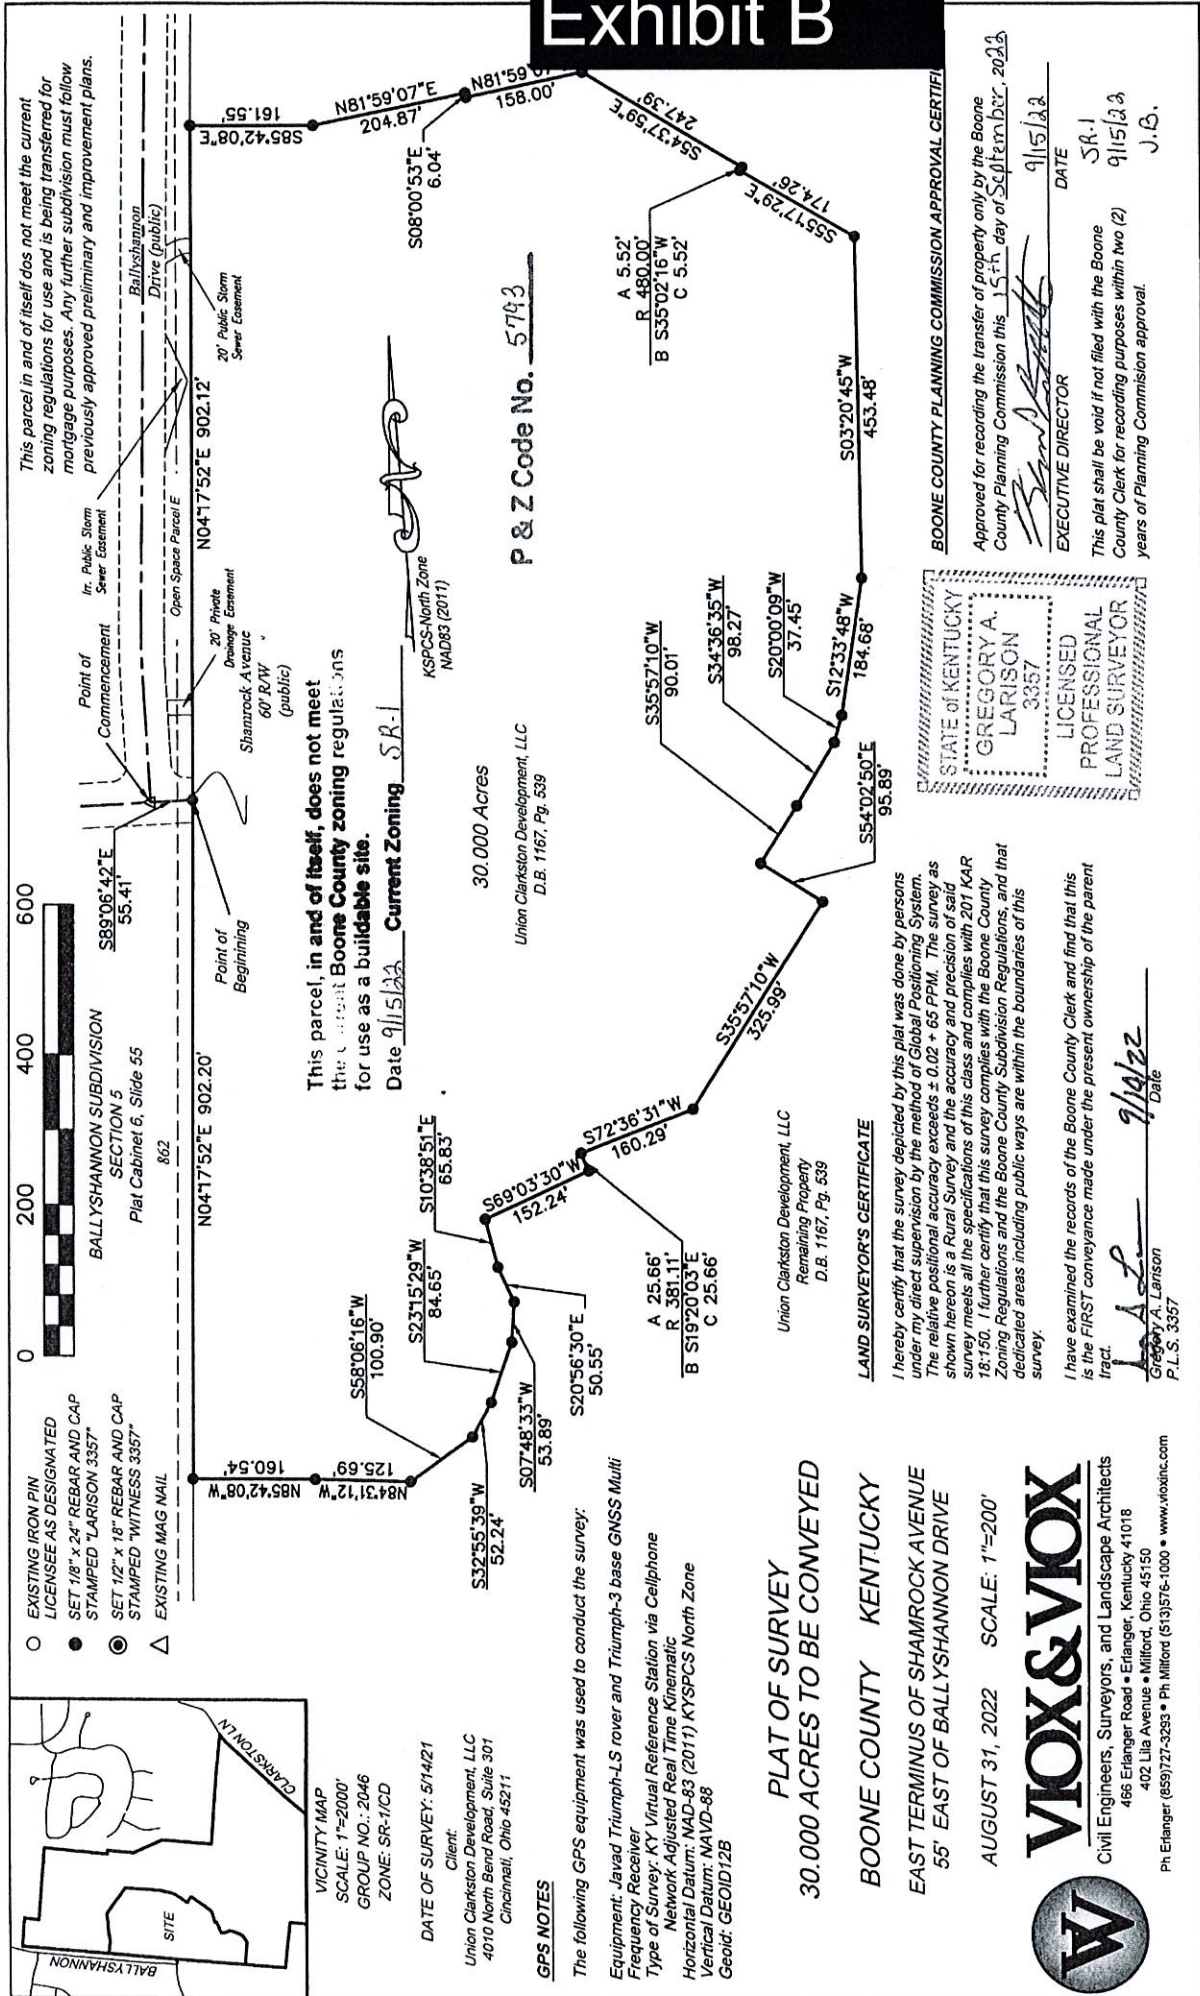 Exhibit B
This parcel in and of itself dos not meet the current
zoning regulations for use and is being transferred for
mortgage purposes. Any further subdivision must follow
previously approved preliminary and improvement plans.
○ EXISTING IRON PIN
LICENSEE AS DESIGNATED
● SET 1/8" x 24" REBAR AND CAP
STAMPED "LARISON 3357"
◉ SET 1/2" x 18" REBAR AND CAP
STAMPED "WITNESS 3357"
△ EXISTING MAG NAIL
0 200 400 600
BALLYSHANNON SUBDIVISION
SECTION 5
Plat Cabinet 6, Slide 55
862
S89°06'42"E
55.41'
Point of
Commencement
Irr. Public Storm
Sewer Easement
Ballyshannon
Drive (public)
Open Space Parcel E
20' Public Storm
Sewer Easement
20' Private
Drainage Easement
Shamrock Avenue
60' R/W
(public)
Point of
Beginining
N04°17'52"E 902.20'
N04°17'52"E 902.12'
S85°42'08"E
161.55'
N81°59'07"E
204.87'
S08°00'53"E
6.04'
N81°59'07
158.00'
S54°37'59"E
247.39'
A 5.52'
R 480.00'
B S35°02'16"W
C 5.52'
S55°17'29"E
174.26'
S03°20'45"W
453.48'
S12°33'48"W
184.68'
S20°00'09"W
37.45'
S34°36'35"W
98.27'
S35°57'10"W
90.01'
S54°02'50"E
95.89'
S35°57'10"W
325.99'
S72°36'31"W
160.29'
A 25.66'
R 381.11'
B S19°20'03"E
C 25.66'
S69°03'30"W
152.24'
S10°38'51"E
65.83'
S20°56'30"E
50.55'
S07°48'33"W
53.89'
S23°15'29"W
84.65'
S32°55'39"W
52.24'
S58°06'16"W
100.90'
N84°31'12"W
125.69'
N85°42'08"W
160.54'
This parcel, in and of itself, does not meet
the current Boone County zoning regulations
for use as a buildable site.
Date 9/15/22 Current Zoning SR-1
KSPCS-North Zone
NAD83 (2011)
P & Z Code No. 5793
30.000 Acres
Union Clarkston Development, LLC
D.B. 1167, Pg. 539
Union Clarkston Development, LLC
Remaining Property
D.B. 1167, Pg. 539
BALLYSHANNON
SITE
CLARKSTON LN
VICINITY MAP
SCALE: 1"=2000'
GROUP NO.: 2046
ZONE: SR-1/CD
DATE OF SURVEY: 5/14/21
Client:
Union Clarkston Development, LLC
4010 North Bend Road, Suite 301
Cincinnati, Ohio 45211
GPS NOTES
The following GPS equipment was used to conduct the survey:
Equipment: Javad Triumph-LS rover and Triumph-3 base GNSS Multi
Frequency Receiver
Type of Survey: KY Virtual Reference Station via Cellphone
Network Adjusted Real Time Kinematic
Horizontal Datum: NAD-83 (2011) KYSPCS North Zone
Vertical Datum: NAVD-88
Geoid: GEOID12B
PLAT OF SURVEY
30.000 ACRES TO BE CONVEYED
BOONE COUNTY KENTUCKY
EAST TERMINUS OF SHAMROCK AVENUE
55' EAST OF BALLYSHANNON DRIVE
AUGUST 31, 2022 SCALE: 1"=200'
VIOX & VIOX
Civil Engineers, Surveyors, and Landscape Architects
466 Erlanger Road • Erlanger, Kentucky 41018
402 Lila Avenue • Milford, Ohio 45150
Ph Erlanger (859)727-3293 • Ph Milford (513)576-1000 • www.vioxinc.com
LAND SURVEYOR'S CERTIFICATE
I hereby certify that the survey depicted by this plat was done by persons
under my direct supervision by the method of Global Positioning System.
The relative positional accuracy exceeds ± 0.02 + 65 PPM. The survey as
shown hereon is a Rural Survey and the accuracy and precision of said
survey meets all the specifications of this class and complies with 201 KAR
18:150. I further certify that this survey complies with the Boone County
Zoning Regulations and the Boone County Subdivision Regulations, and that
dedicated areas including public ways are within the boundaries of this
survey.
I have examined the records of the Boone County Clerk and find that this
is the FIRST conveyance made under the present ownership of the parent
tract.
9/14/22
Gregory A. Larison Date
P.L.S. 3357
STATE of KENTUCKY
GREGORY A.
LARISON
3357
LICENSED
PROFESSIONAL
LAND SURVEYOR
BOONE COUNTY PLANNING COMMISSION APPROVAL CERTIFI
Approved for recording the transfer of property only by the Boone
County Planning Commission this 15th day of September, 2022
9/15/22
EXECUTIVE DIRECTOR DATE
This plat shall be void if not filed with the Boone
County Clerk for recording purposes within two (2)
years of Planning Commision approval.
SR-1
9/15/22
J.B.